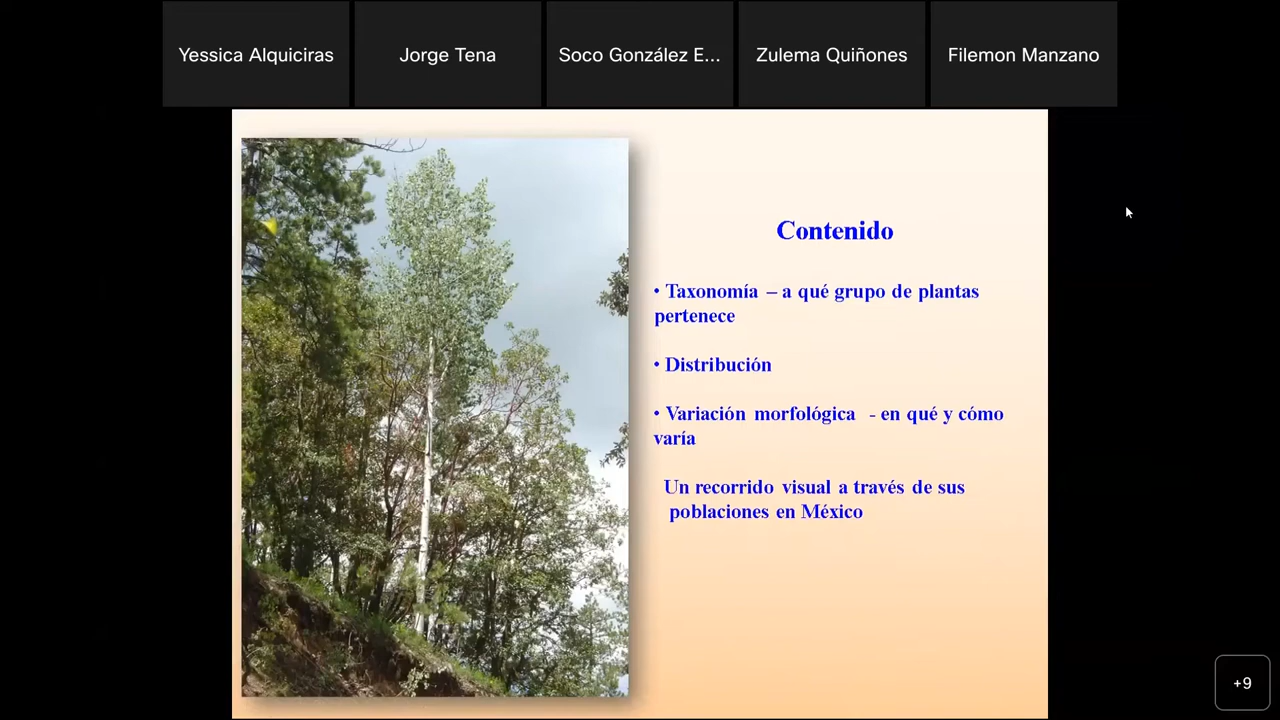 Yessica Alquiciras
Jorge Tena
Soco González E...
Zulema Quiñones
Filemon Manzano
Contenido
• Taxonomía – a qué grupo de plantas
pertenece
• Distribución
• Variación morfológica - en qué y cómo
varía
Un recorrido visual a través de sus
poblaciones en México
+9